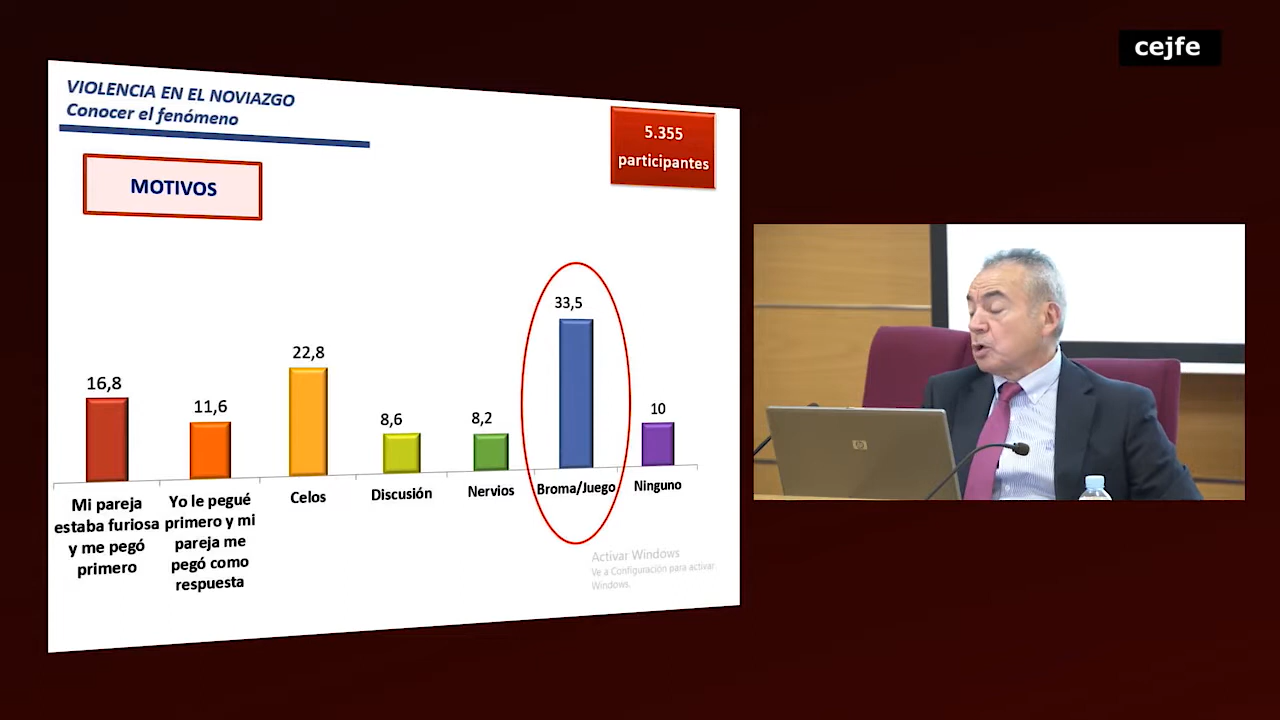 cejfe
VIOLENCIA EN EL NOVIAZGO
Conocer el fenómeno
5.355
participantes
MOTIVOS
16,8
11,6
22,8
8,6
8,2
33,5
10
Mi pareja
estaba furiosa
y me pegó
primero
Yo le pegué
primero y mi
pareja me
pegó como
respuesta
Celos
Discusión
Nervios
Broma/Juego
Ninguno
Activar Windows
Ve a Configuración para activar
Windows.
hp